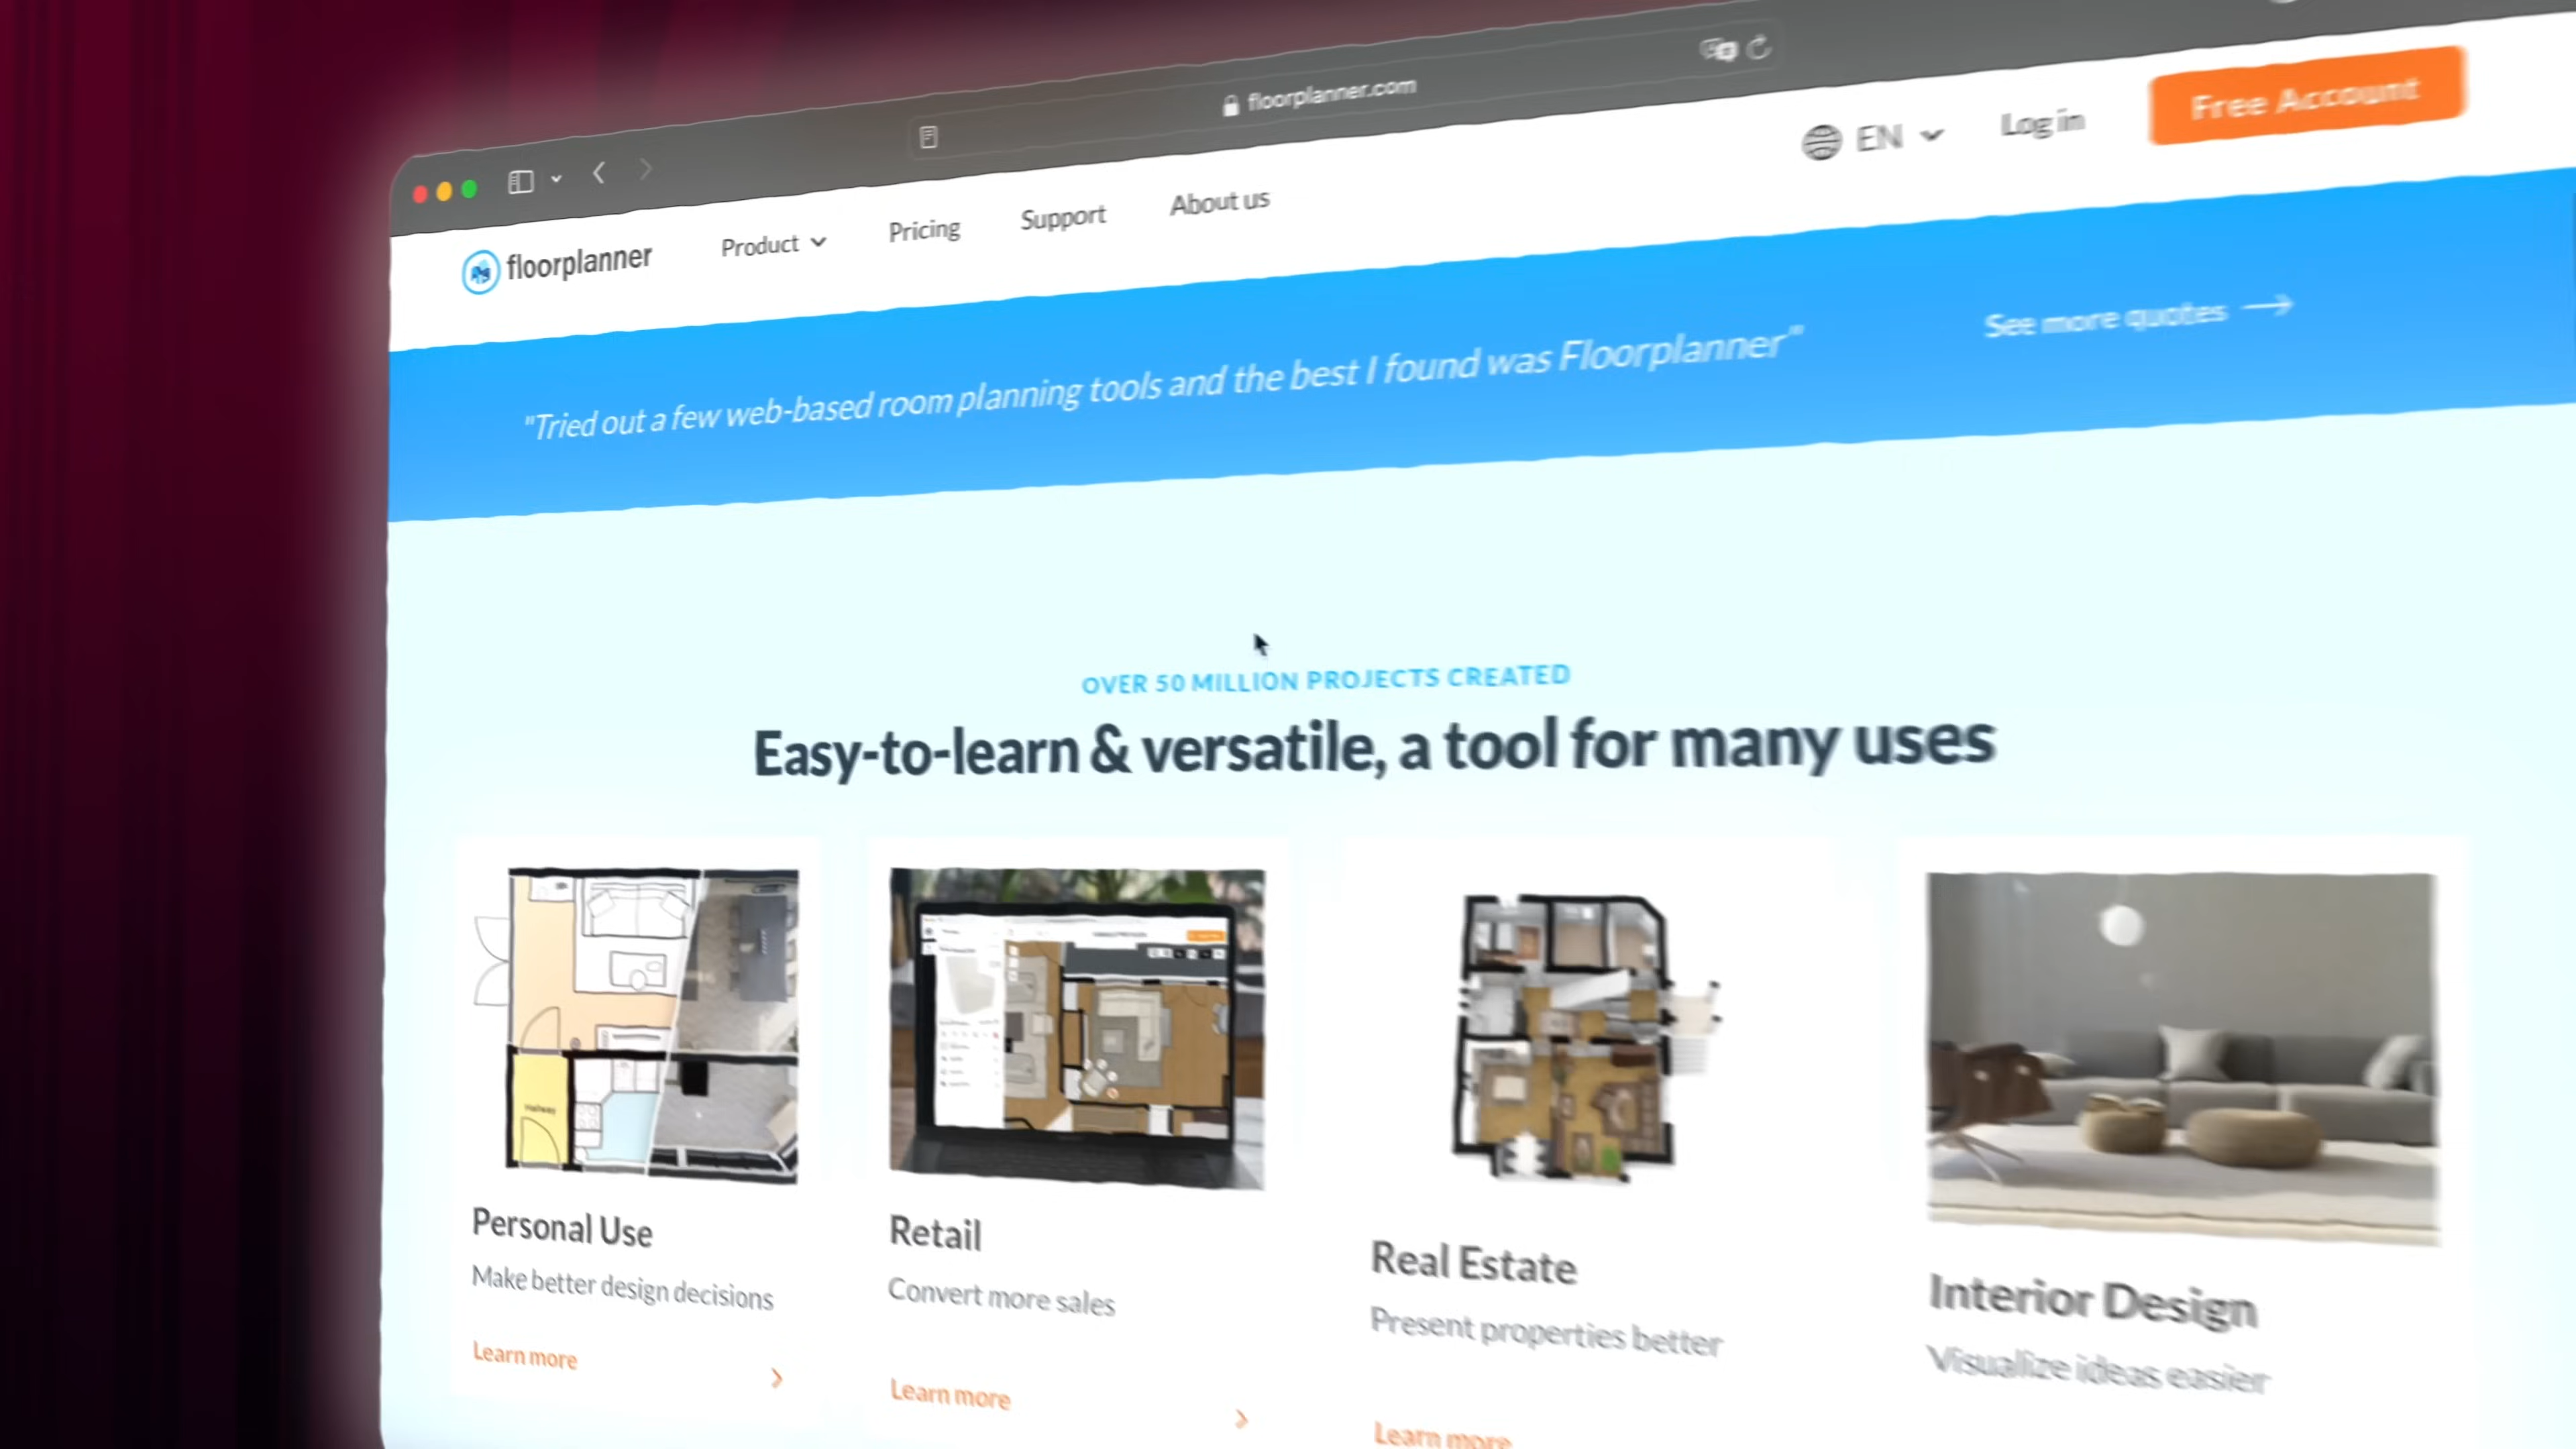 floorplanner.com
floorplanner
Product
Pricing
Support
About us
EN
Log in
Free Account
"Tried out a few web-based room planning tools and the best I found was Floorplanner"
See more quotes
OVER 50 MILLION PROJECTS CREATED
Easy-to-learn & versatile, a tool for many uses
Hallway
Personal Use
Make better design decisions
Learn more
Retail
Convert more sales
Learn more
Real Estate
Present properties better
Learn more
Interior Design
Visualize ideas easier